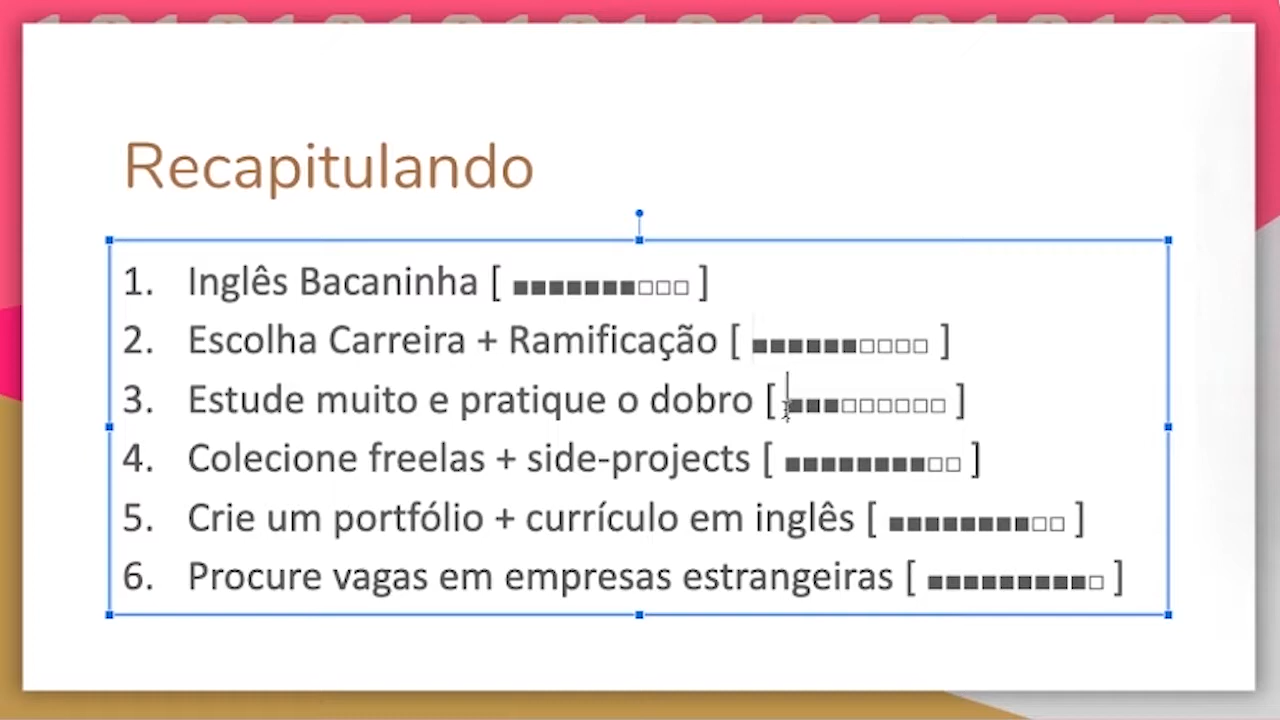 Recapitulando
1. Inglês Bacaninha [ ■■■■■■■□□□ ]
2. Escolha Carreira + Ramificação [ ■■■■■■□□□□ ]
3. Estude muito e pratique o dobro [ ■■■□□□□□□ ]
4. Colecione freelas + side-projects [ ■■■■■■■■□□ ]
5. Crie um portfólio + currículo em inglês [ ■■■■■■■■□□ ]
6. Procure vagas em empresas estrangeiras [ ■■■■■■■■■□ ]